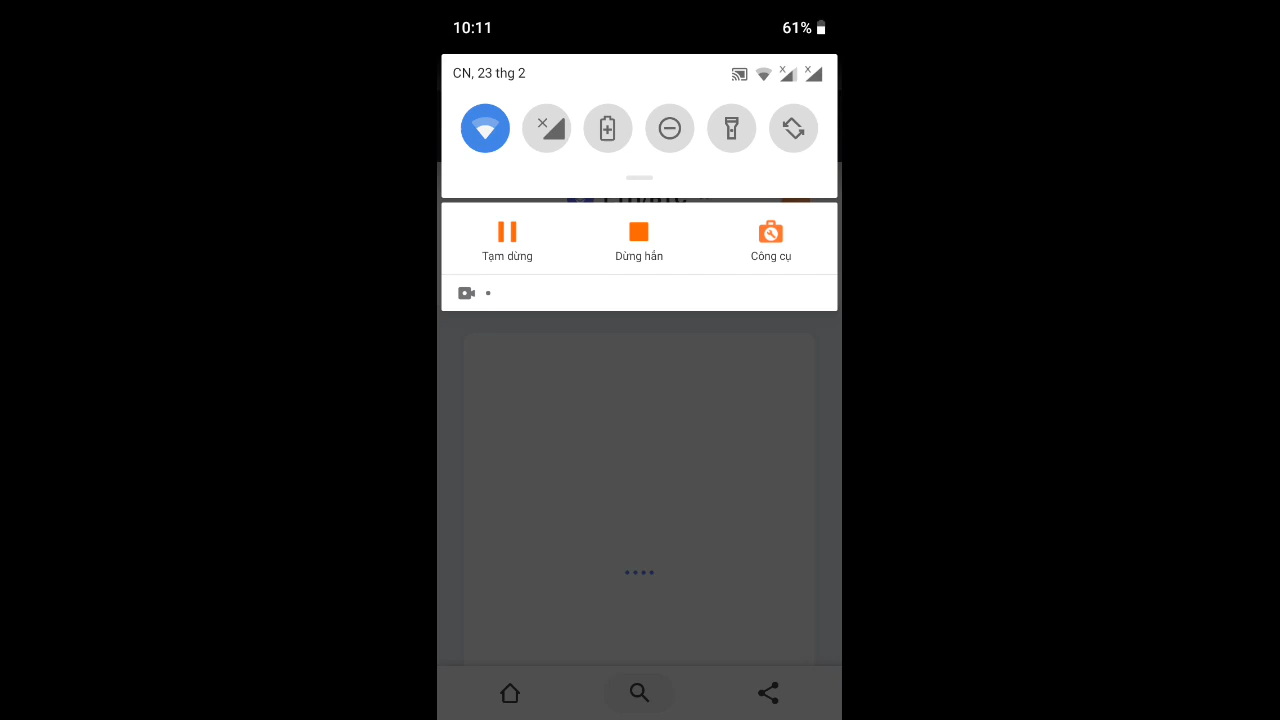 10:11
61%
CN, 23 thg 2
Tạm dừng
Dừng hẳn
Công cụ